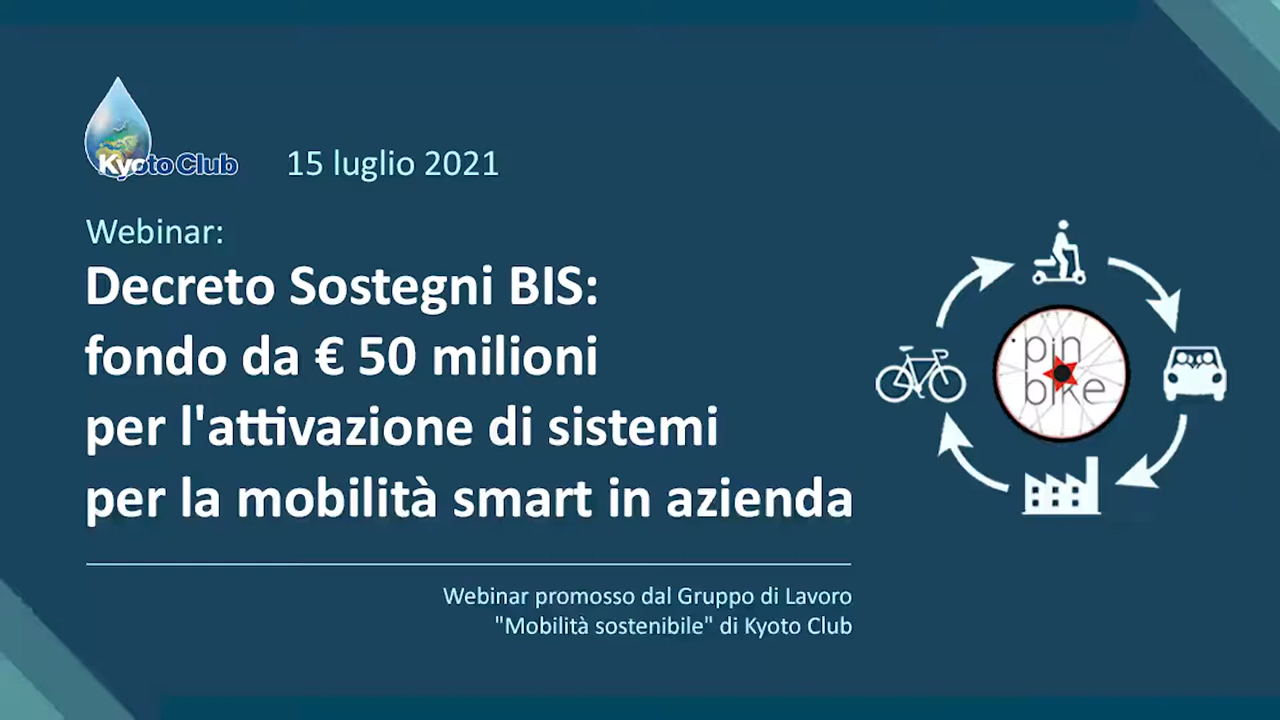 Kyoto Club
15 luglio 2021
Webinar:
Decreto Sostegni BIS:
fondo da € 50 milioni
per l'attivazione di sistemi
per la mobilità smart in azienda
pin
bike
Webinar promosso dal Gruppo di Lavoro
"Mobilità sostenibile" di Kyoto Club